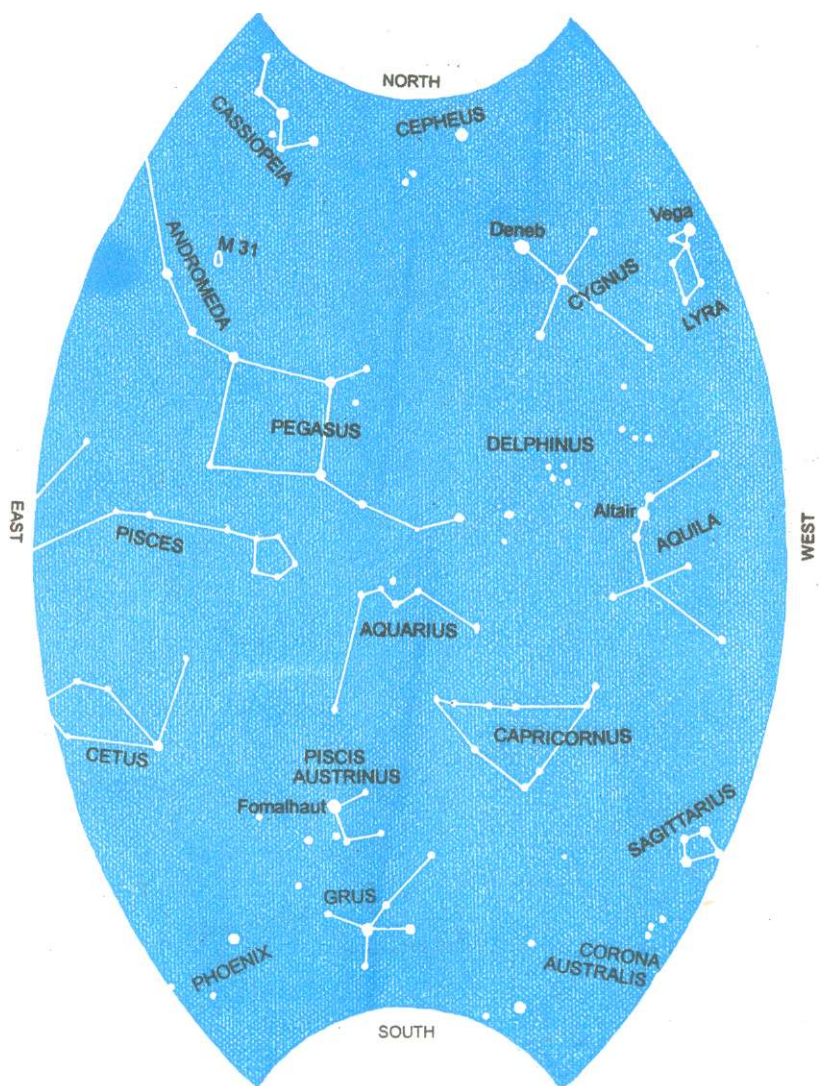 NORTH
CASSIOPEIA
CEPHEUS
ANDROMEDA
M 31
Deneb
Vega
CYGNUS
LYRA
PEGASUS
DELPHINUS
EAST
PISCES
Altair
AQUILA
WEST
AQUARIUS
CETUS
PISCIS
AUSTRINUS
CAPRICORNUS
Fomalhaut
SAGITTARIUS
GRUS
PHOENIX
CORONA
AUSTRALIS
SOUTH